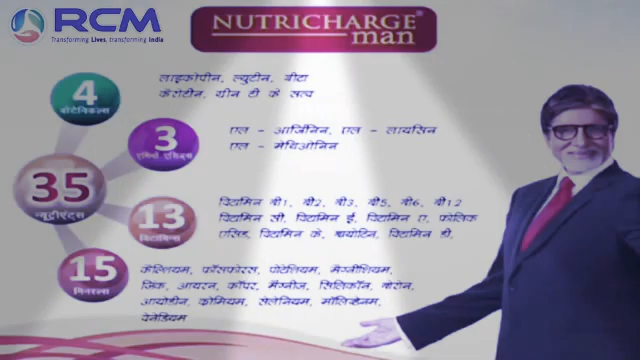 RCM
Transforming Lives, transforming India
NUTRICHARGE®
man
4
बोटेनिकल्स
लाइकोपीन, ल्युटीन, बीटा
कैरोटीन, ग्रीन टी के सत्व
3
एमिनो एसिड्स
एल - आर्जिनिन, एल - लायसिन
एल - मेथिओनिन
35
न्यूट्रीएंट्स
13
विटामिन्स
विटामिन बी1, बी2, बी3, बी5, बी6, बी12
विटामिन सी, विटामिन ई, विटामिन ए, फोलिक
एसिड, विटामिन के, बायोटिन, विटामिन डी,
15
मिनरल्स
कैल्शियम, फॉसफोरस, पोटेशियम, मैग्नीशियम,
जिंक, आयरन, कॉपर, मैंगनीज, सिलिकॉन, बोरोन,
आयोडीन, क्रोमियम, सेलेनियम, मॉलिब्डेनम,
वेनेडियम